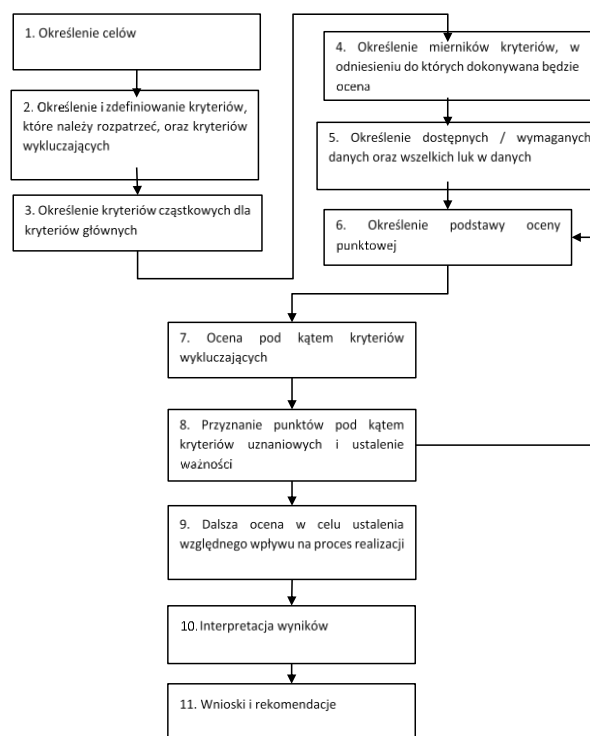 1. Określenie celów
2. Określenie i zdefiniowanie kryteriów,
które należy rozpatrzeć, oraz kryteriów
wykluczających
3. Określenie kryteriów cząstkowych dla
kryteriów głównych
4. Określenie mierników kryteriów, w
odniesieniu do których dokonywana będzie
ocena
5. Określenie dostępnych / wymaganych
danych oraz wszelkich luk w danych
6. Określenie podstawy oceny
punktowej
7. Ocena pod kątem kryteriów
wykluczających
8. Przyznanie punktów pod kątem
kryteriów uznaniowych i ustalenie
ważności
9. Dalsza ocena w celu ustalenia
względnego wpływu na proces realizacji
10. Interpretacja wyników
11. Wnioski i rekomendacje